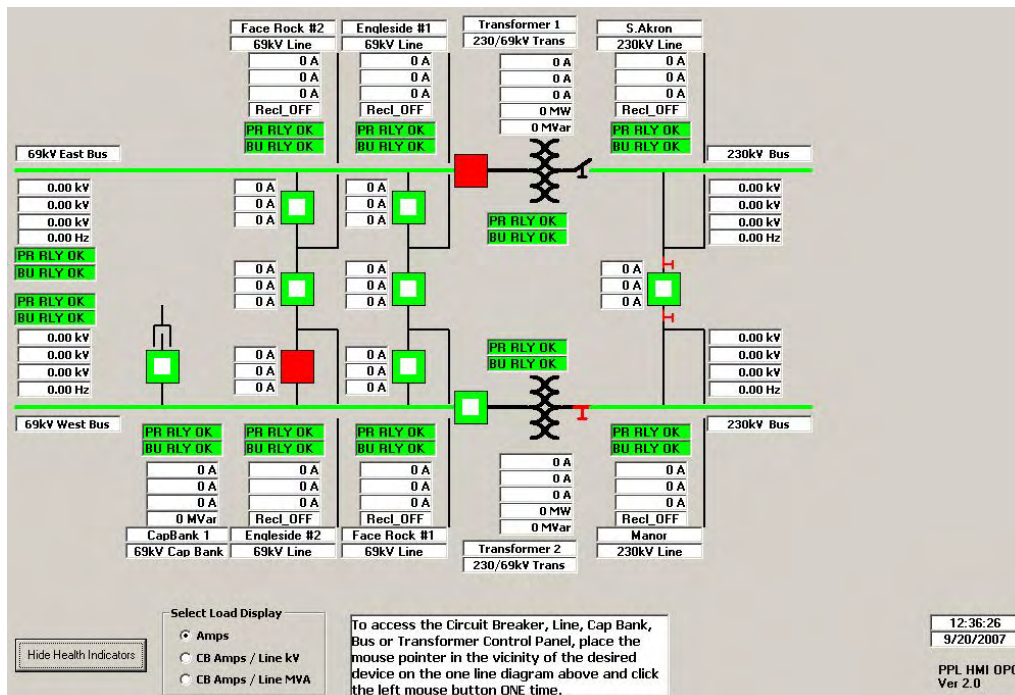 Face Rock #2
69kV Line
0 A
0 A
0 A
Recl_OFF
PR RLY OK
BU RLY OK
Engleside #1
69kV Line
0 A
0 A
0 A
Recl_OFF
PR RLY OK
BU RLY OK
Transformer 1
230/69kV Trans
0 A
0 A
0 A
0 MW
0 MVar
S.Akron
230kV Line
0 A
0 A
0 A
Recl_OFF
PR RLY OK
BU RLY OK
69kV East Bus
230kV Bus
0.00 kV
0.00 kV
0.00 kV
0.00 Hz
PR RLY OK
BU RLY OK
0 A
0 A
0 A
0 A
0 A
0 A
PR RLY OK
BU RLY OK
0.00 kV
0.00 kV
0.00 kV
0.00 Hz
0 A
0 A
0 A
0 A
0 A
0 A
0 A
0 A
0 A
PR RLY OK
BU RLY OK
0.00 kV
0.00 kV
0.00 kV
0.00 Hz
0 A
0 A
0 A
0 A
0 A
0 A
PR RLY OK
BU RLY OK
0.00 kV
0.00 kV
0.00 kV
0.00 Hz
69kV West Bus
230kV Bus
PR RLY OK
BU RLY OK
0 A
0 A
0 A
0 MVar
CapBank 1
69kV Cap Bank
PR RLY OK
BU RLY OK
0 A
0 A
0 A
Recl_OFF
Engleside #2
69kV Line
PR RLY OK
BU RLY OK
0 A
0 A
0 A
Recl_OFF
Face Rock #1
69kV Line
0 A
0 A
0 A
0 MW
0 MVar
Transformer 2
230/69kV Trans
PR RLY OK
BU RLY OK
0 A
0 A
0 A
Recl_OFF
Manor
230kV Line
Hide Health Indicators
Select Load Display
Amps
CB Amps / Line kV
CB Amps / Line MVA
To access the Circuit Breaker, Line, Cap Bank,
Bus or Transformer Control Panel, place the
mouse pointer in the vicinity of the desired
device on the one line diagram above and click
the left mouse button ONE time.
12:36:26
9/20/2007
PPL HMI OPC
Ver 2.0